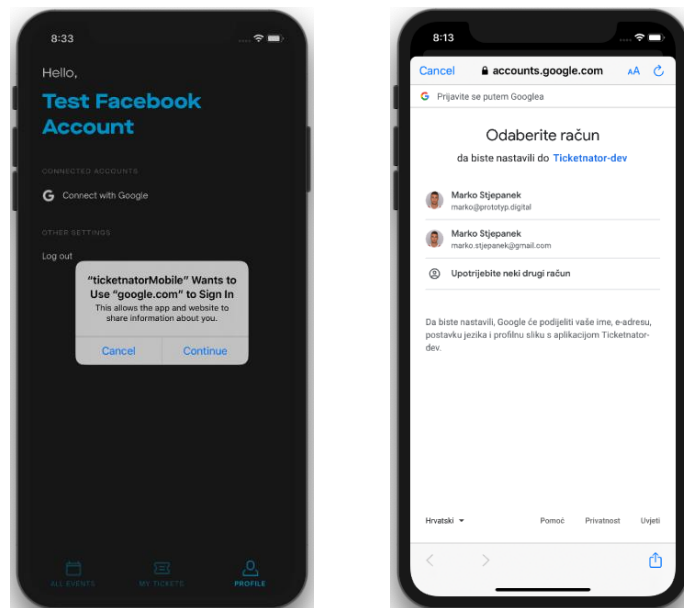 8:33
Hello,
Test Facebook
Account
CONNECTED ACCOUNTS
G Connect with Google
OTHER SETTINGS
Log out
“ticketnatorMobile” Wants to
Use “google.com” to Sign In
This allows the app and website to
share information about you.
Cancel Continue
ALL EVENTS MY TICKETS PROFILE
8:13
Cancel accounts.google.com AA
G Prijavite se putem Googlea
Odaberite račun
da biste nastavili do Ticketnator-dev
Marko Stjepanek
marko@prototyp.digital
Marko Stjepanek
marko.stjepanek@gmail.com
Upotrijebite neki drugi račun
Da biste nastavili, Google će podijeliti vaše ime, e-adresu,
postavku jezika i profilnu sliku s aplikacijom Ticketnator-
dev.
Hrvatski Pomoć Privatnost Uvjeti